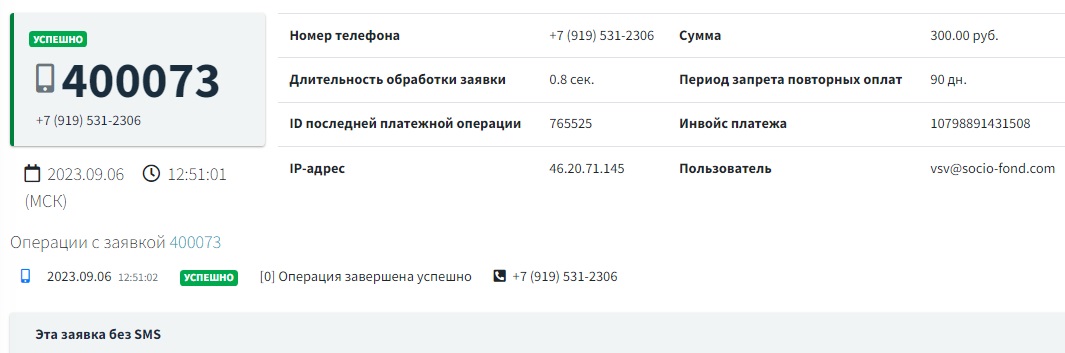 УСПЕШНО
400073
+7 (919) 531-2306
2023.09.06 12:51:01
(МСК)
Номер телефона +7 (919) 531-2306 Сумма 300.00 руб.
Длительность обработки заявки 0.8 сек. Период запрета повторных оплат 90 дн.
ID последней платежной операции 765525 Инвойс платежа 10798891431508
IP-адрес 46.20.71.145 Пользователь vsv@socio-fond.com
Операции с заявкой 400073
2023.09.06 12:51:02 УСПЕШНО [0] Операция завершена успешно +7 (919) 531-2306
Эта заявка без SMS